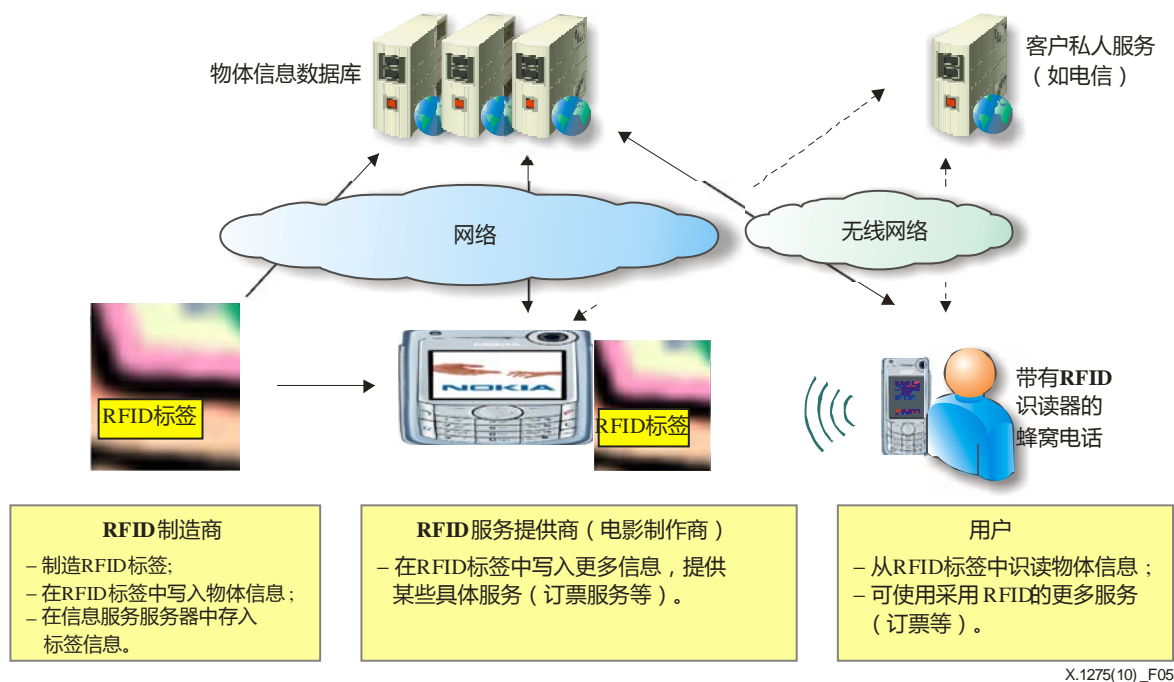 物体信息数据库
客户私人服务
（如电信）
网络
无线网络
NOKIA
NOKIA
RFID标签
RFID标签
带有RFID
识读器的
蜂窝电话
RFID制造商
– 制造RFID标签;
– 在RFID标签中写入物体信息；
– 在信息服务服务器中存入
标签信息。
RFID服务提供商（电影制作商）
– 在RFID标签中写入更多信息，提供
某些具体服务（订票服务等）。
用户
– 从RFID标签中识读物体信息；
– 可使用采用 RFID的更多服务
（订票等）。
X.1275(10)_F05